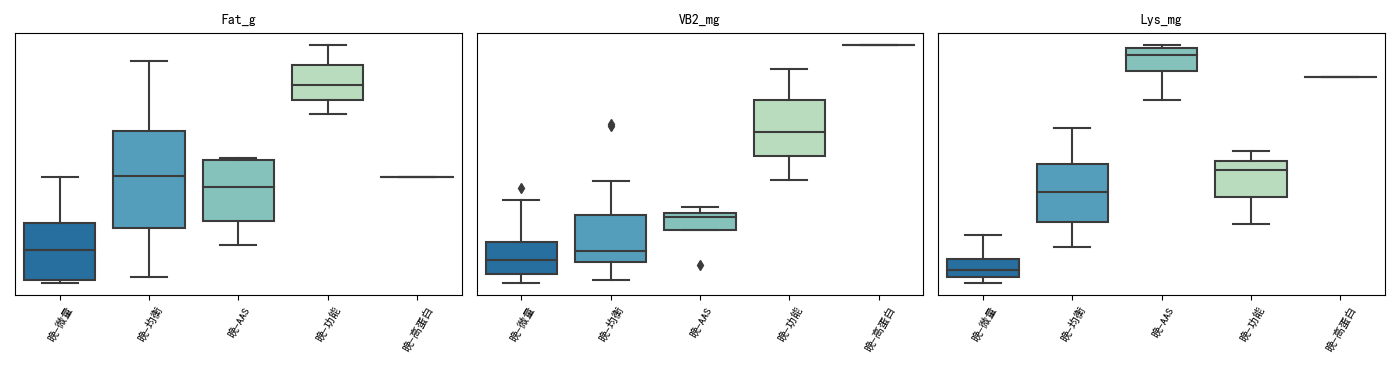 Fat_g
VB2_mg
Lys_mg
晚-微量
晚-均衡
晚-AAS
晚-功能
晚-高蛋白
晚-微量
晚-均衡
晚-AAS
晚-功能
晚-高蛋白
晚-微量
晚-均衡
晚-AAS
晚-功能
晚-高蛋白